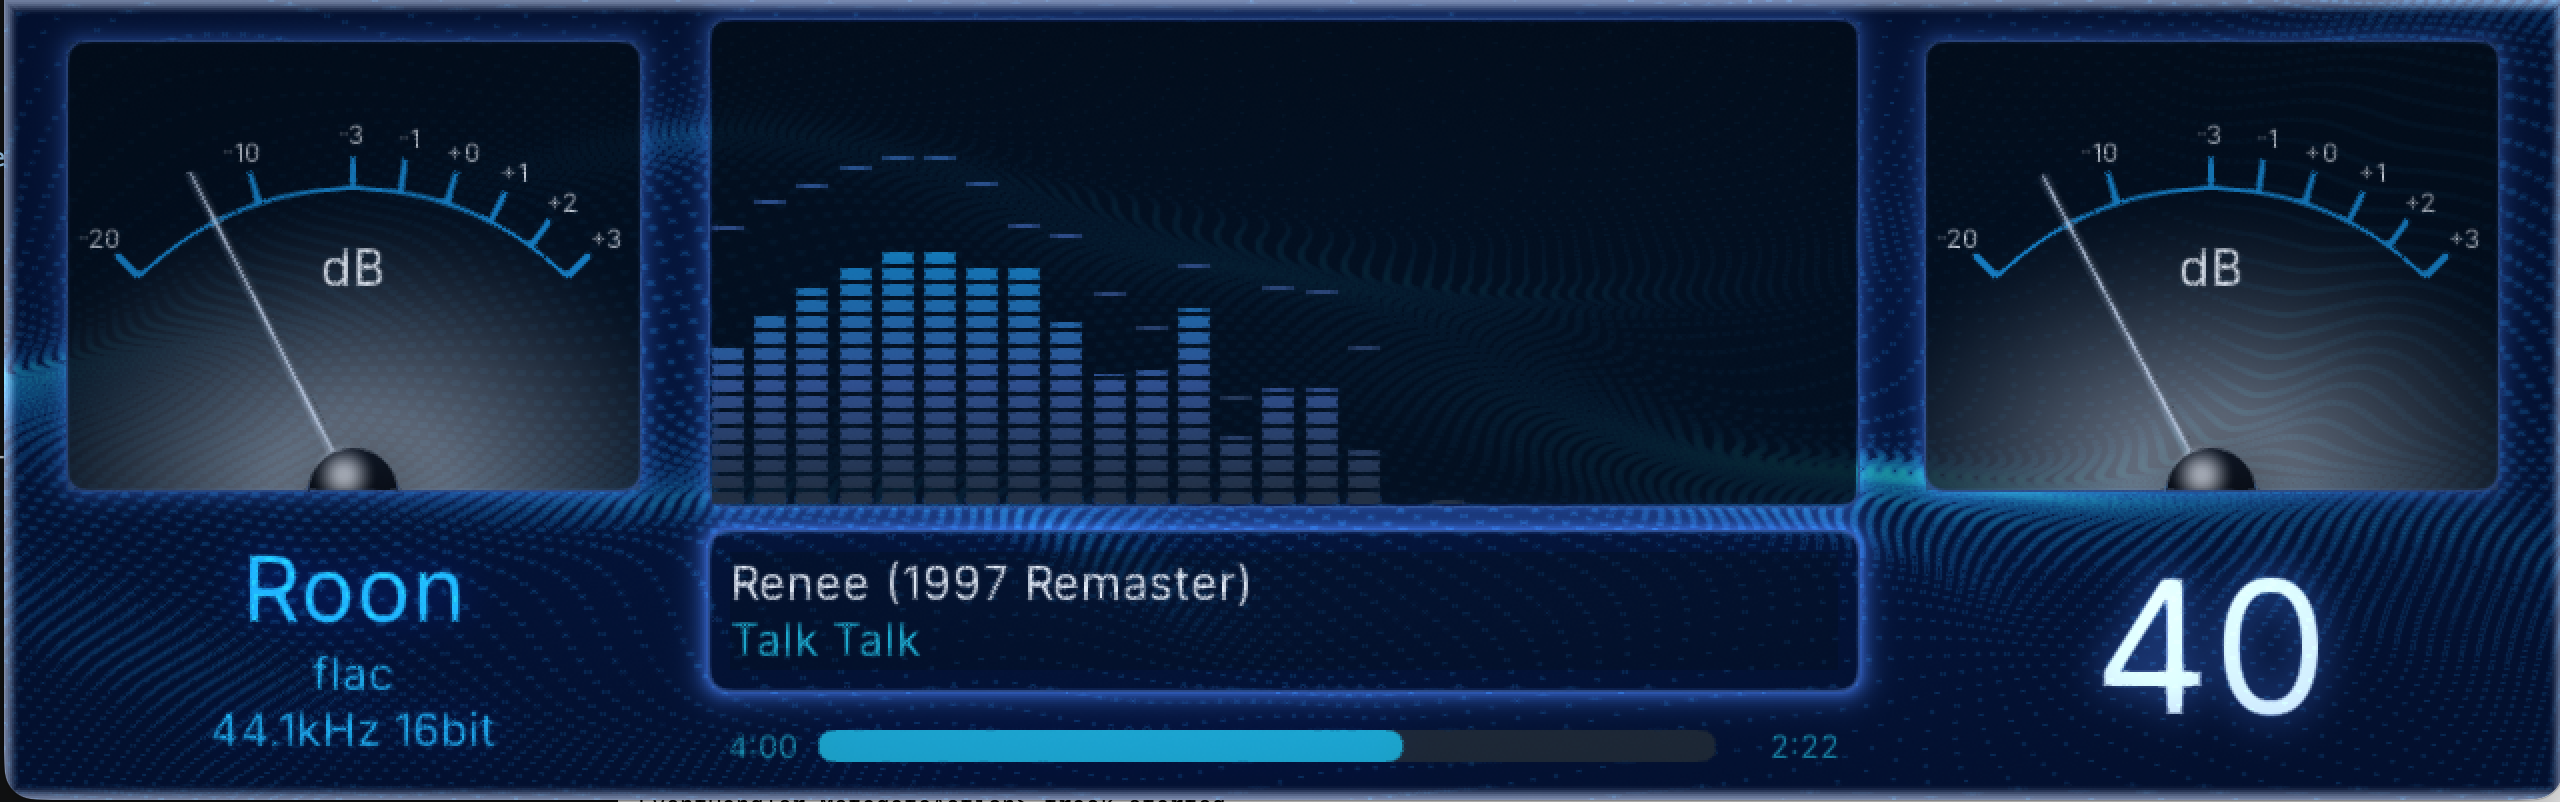 -20
-10
-3
-1
+0
+1
+2
+3
dB
Roon
flac
44.1kHz 16bit
Renee (1997 Remaster)
Talk Talk
4:00
2:22
-20
-10
-3
-1
+0
+1
+2
+3
dB
40